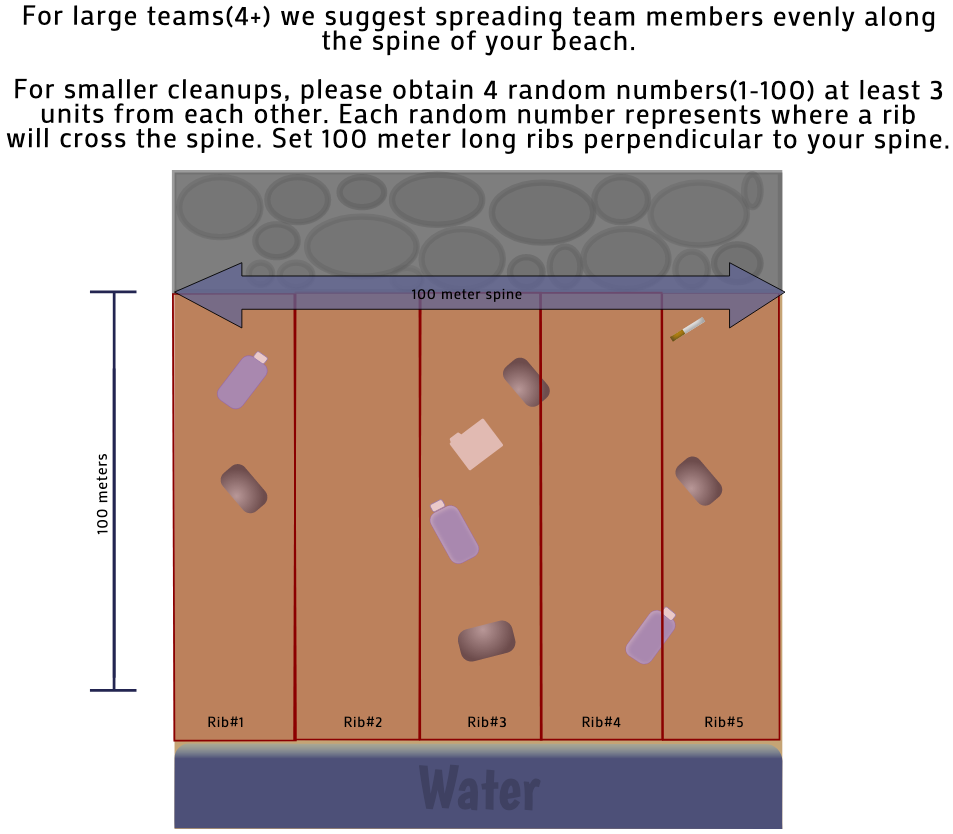 For large teams(4+) we suggest spreading team members evenly along
the spine of your beach.
For smaller cleanups, please obtain 4 random numbers(1-100) at least 3
units from each other. Each random number represents where a rib
will cross the spine. Set 100 meter long ribs perpendicular to your spine.
100 meter spine
100 meters
Rib#1
Rib#2
Rib#3
Rib#4
Rib#5
Water